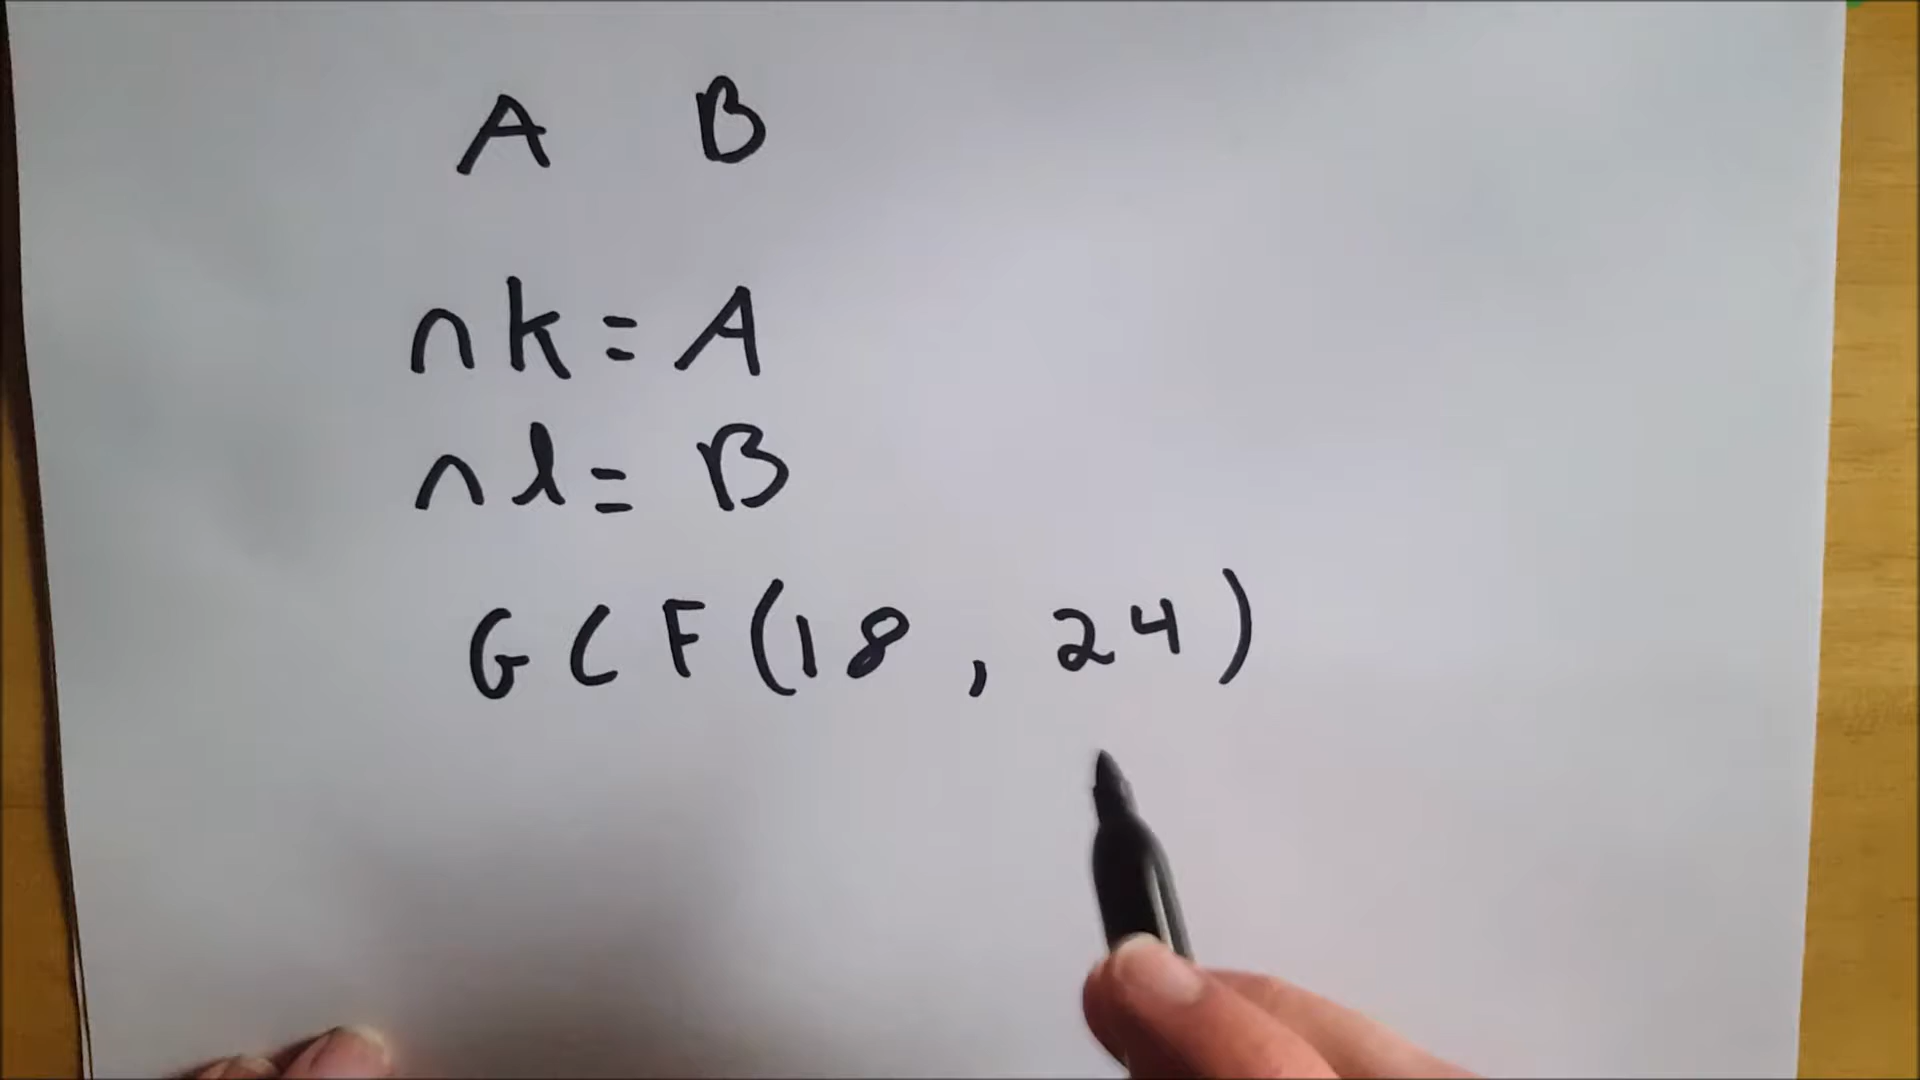 A B
nk = A
nl = B
GCF(18, 24)